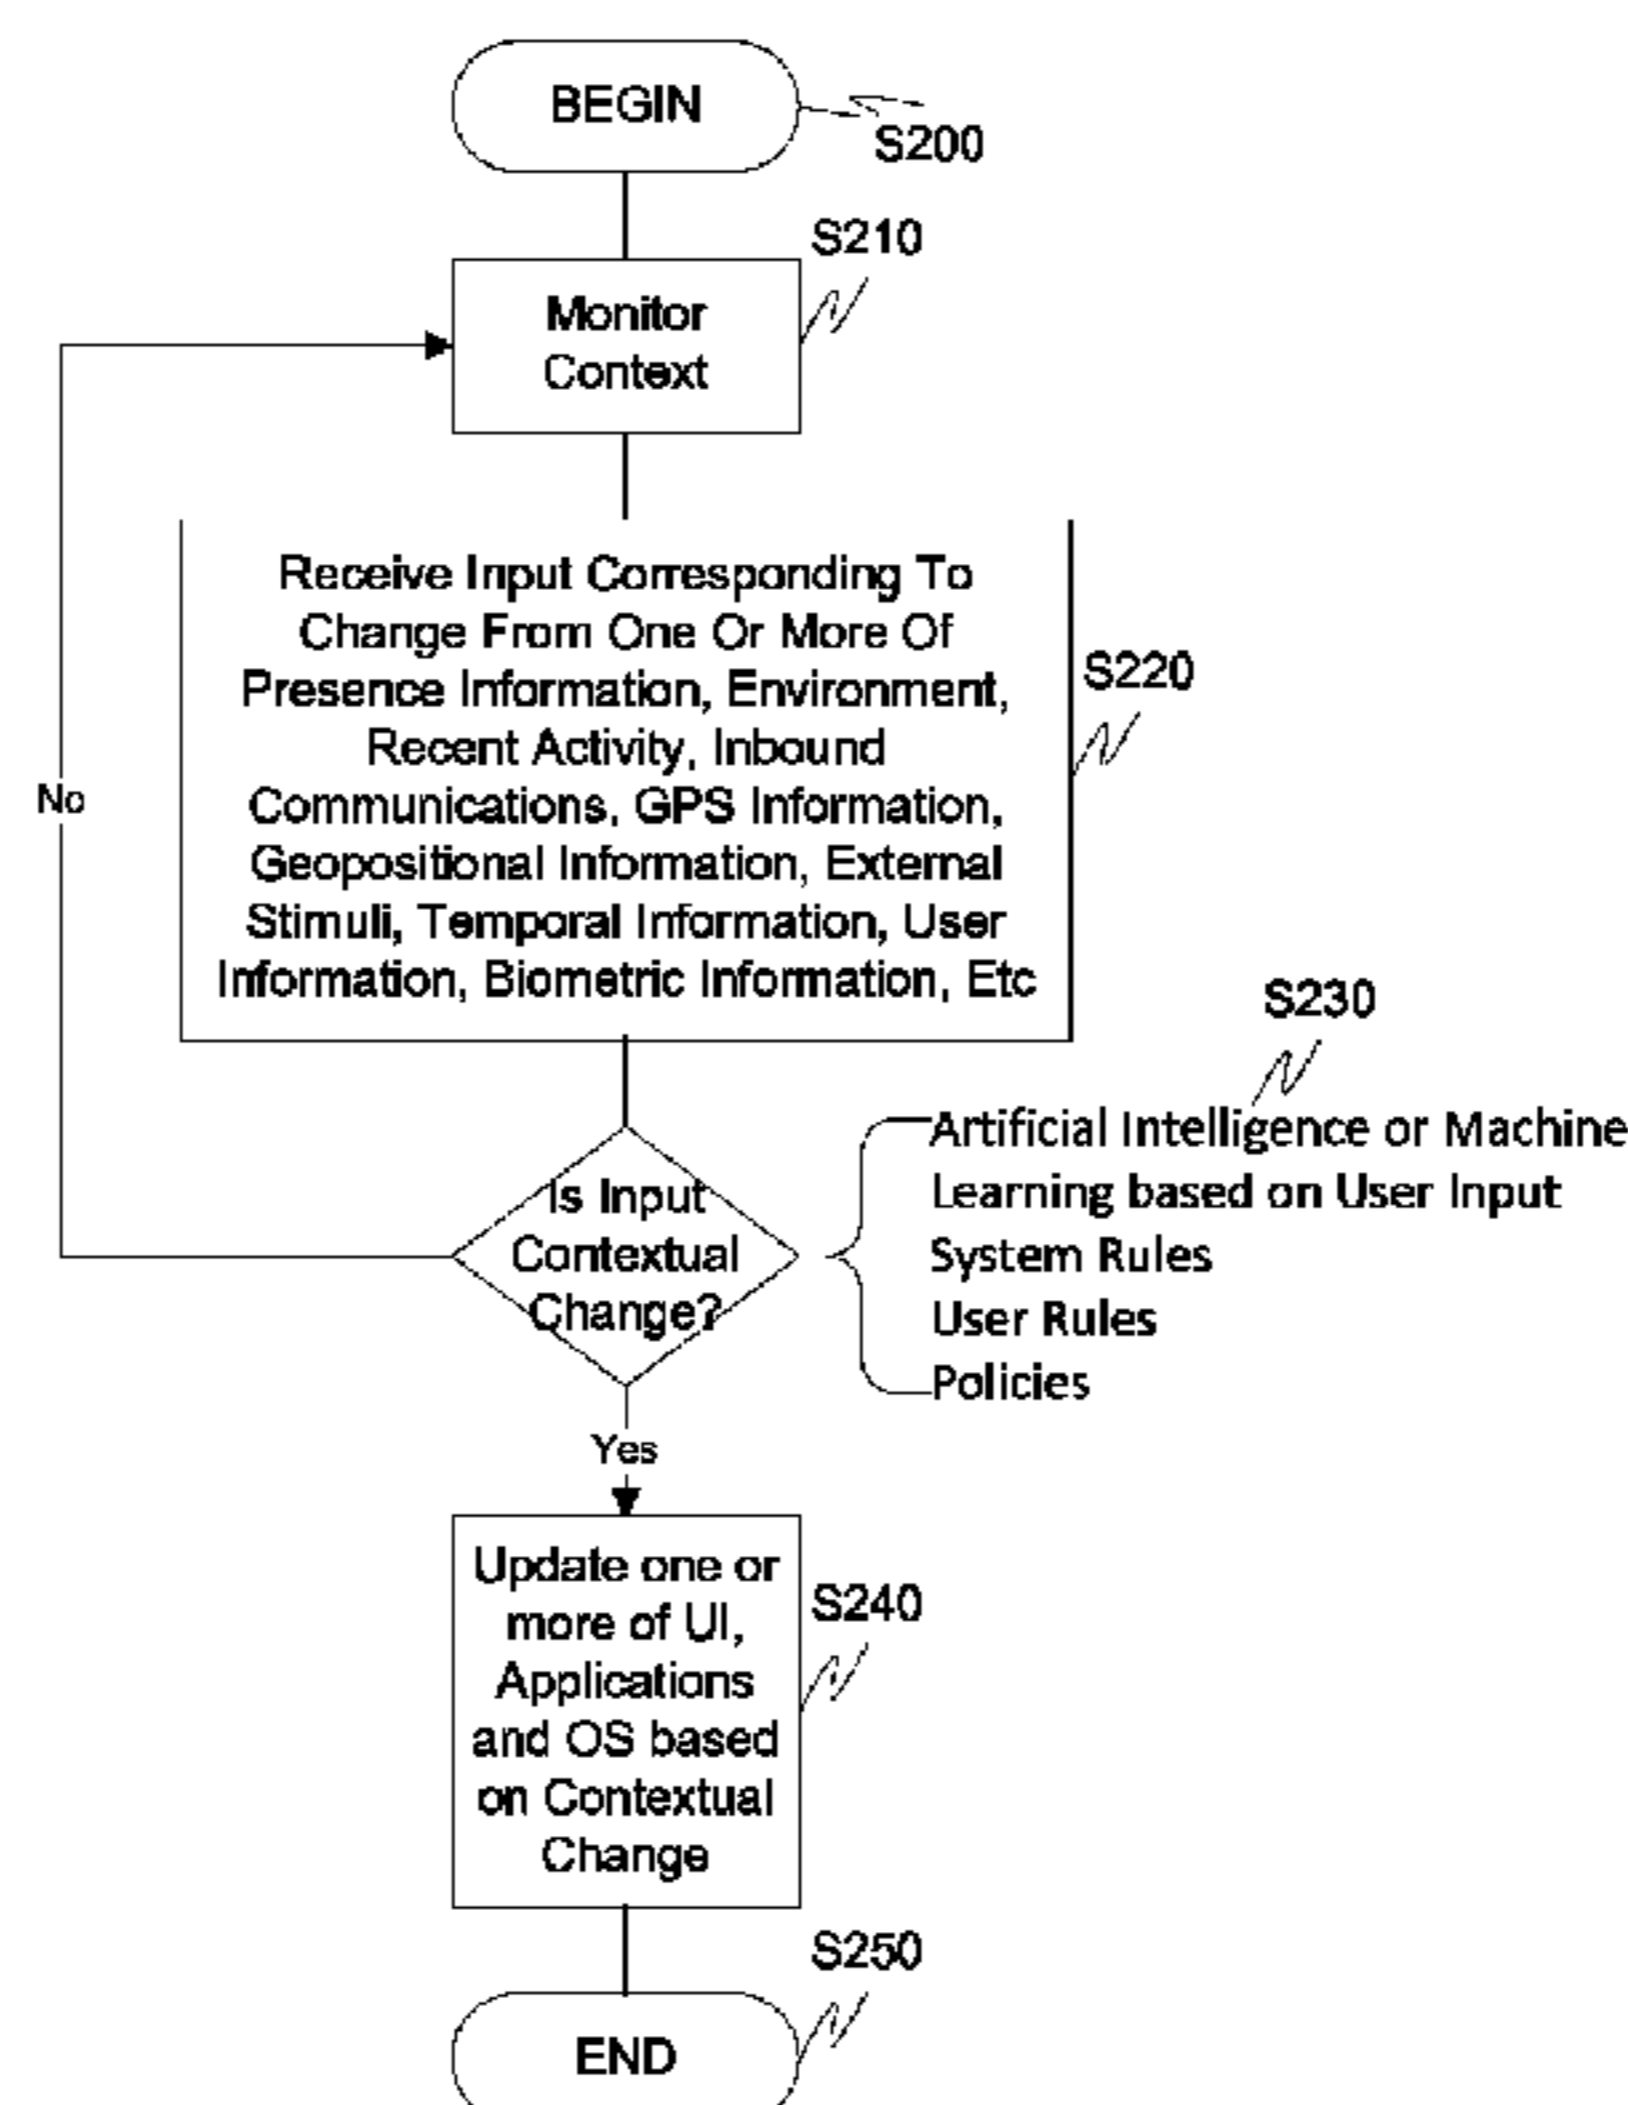 BEGIN
S200
S210
Monitor
Context
Receive Input Corresponding To
Change From One Or More Of
Presence Information, Environment,
Recent Activity, Inbound
Communications, GPS Information,
Geopositional Information, External
Stimuli, Temporal Information, User
Information, Biometric Information, Etc
S220
No
S230
Is Input
Contextual
Change?
Artificial Intelligence or Machine
Learning based on User Input
System Rules
User Rules
Policies
Yes
Update one or
more of UI,
Applications
and OS based
on Contextual
Change
S240
S250
END